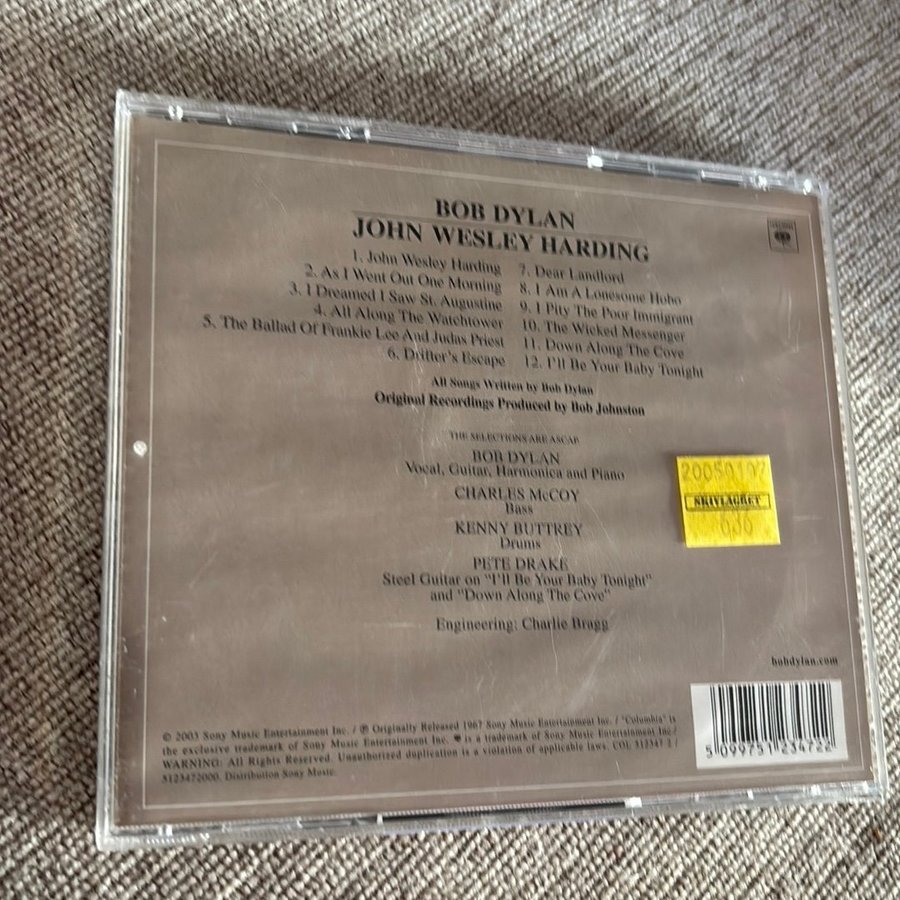 BOB DYLAN
JOHN WESLEY HARDING
1. John Wesley Harding
2. As I Went Out One Morning
3. I Dreamed I Saw St. Augustine
4. All Along The Watchtower
5. The Ballad Of Frankie Lee And Judas Priest
6. Drifter's Escape
7. Dear Landlord
8. I Am A Lonesome Hobo
9. I Pity The Poor Immigrant
10. The Wicked Messenger
11. Down Along The Cove
12. I'll Be Your Baby Tonight
All Songs Written by Bob Dylan
Original Recordings Produced by Bob Johnston
THE SELECTIONS ARE ASCAP
BOB DYLAN
Vocal, Guitar, Harmonica and Piano
CHARLES McCOY
Bass
KENNY BUTTREY
Drums
PETE DRAKE
Steel Guitar on "I'll Be Your Baby Tonight"
and "Down Along The Cove"
Engineering: Charlie Bragg
20050107
SKIVLAGRET
bobdylan.com
© 2003 Sony Music Entertainment Inc. / ℗ Originally Released 1967 Sony Music Entertainment Inc. / "Columbia" is
the exclusive trademark of Sony Music Entertainment Inc. is a trademark of Sony Music Entertainment Inc. /
WARNING: All Rights Reserved. Unauthorized duplication is a violation of applicable laws. COL 512347 2 /
5123472000. Distribution Sony Music.
5 099751 234722